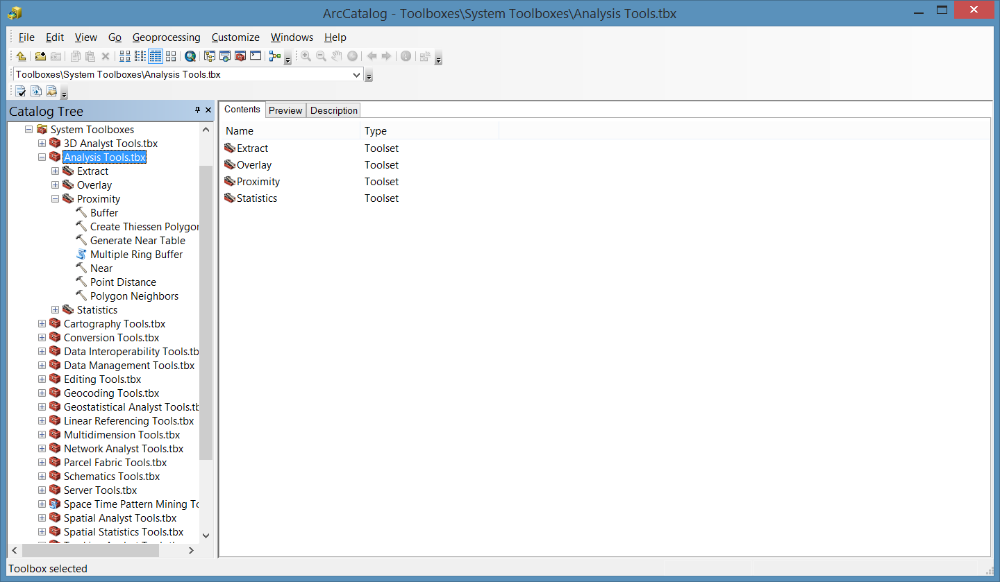 ArcCatalog - Toolboxes\System Toolboxes\Analysis Tools.tbx
File Edit View Go Geoprocessing Customize Windows Help
Toolboxes\System Toolboxes\Analysis Tools.tbx
Catalog Tree
System Toolboxes
3D Analyst Tools.tbx
Analysis Tools.tbx
Extract
Overlay
Proximity
Buffer
Create Thiessen Polygon
Generate Near Table
Multiple Ring Buffer
Near
Point Distance
Polygon Neighbors
Statistics
Cartography Tools.tbx
Conversion Tools.tbx
Data Interoperability Tools.tb
Data Management Tools.tbx
Editing Tools.tbx
Geocoding Tools.tbx
Geostatistical Analyst Tools.tb
Linear Referencing Tools.tbx
Multidimension Tools.tbx
Network Analyst Tools.tbx
Parcel Fabric Tools.tbx
Schematics Tools.tbx
Server Tools.tbx
Space Time Pattern Mining To
Spatial Analyst Tools.tbx
Spatial Statistics Tools.tbx
Contents Preview Description
Name Type
Extract Toolset
Overlay Toolset
Proximity Toolset
Statistics Toolset
Toolbox selected